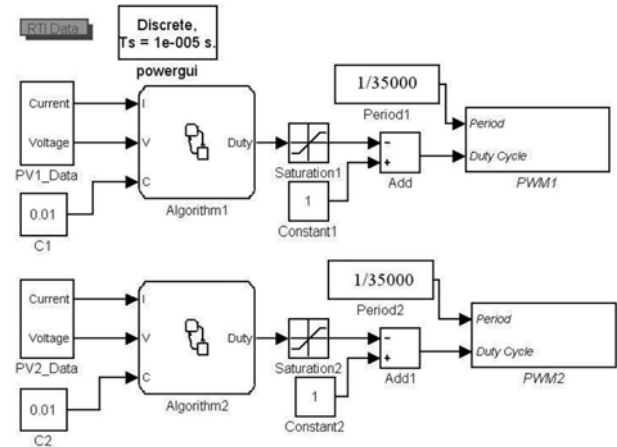 RTI Data
Discrete,
Ts = 1e-005 s.
powergui
Current
Voltage
PV1_Data
0.01
C1
I
V
C
Duty
Algorithm1
Saturation1
1
Constant1
1/35000
Period1
−
+
Add
Period
Duty Cycle
PWM1
Current
Voltage
PV2_Data
0.01
C2
I
V
C
Duty
Algorithm2
Saturation2
1
Constant2
1/35000
Period2
−
+
Add1
Period
Duty Cycle
PWM2